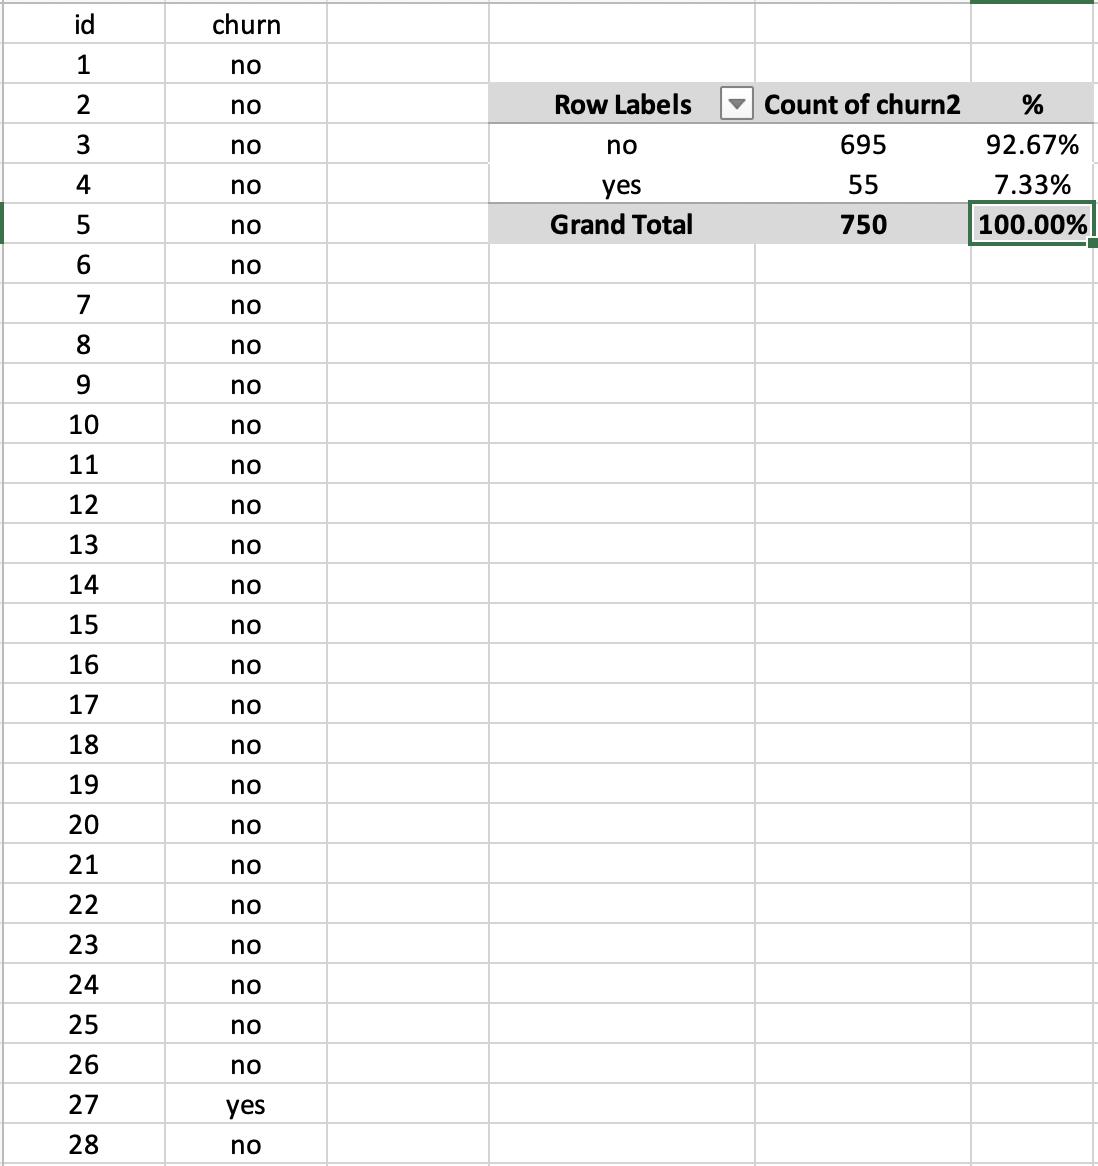 id churn
1 no
2 no Row Labels Count of churn2 %
3 no no 695 92.67%
4 no yes 55 7.33%
5 no Grand Total 750 100.00%
6 no
7 no
8 no
9 no
10 no
11 no
12 no
13 no
14 no
15 no
16 no
17 no
18 no
19 no
20 no
21 no
22 no
23 no
24 no
25 no
26 no
27 yes
28 no